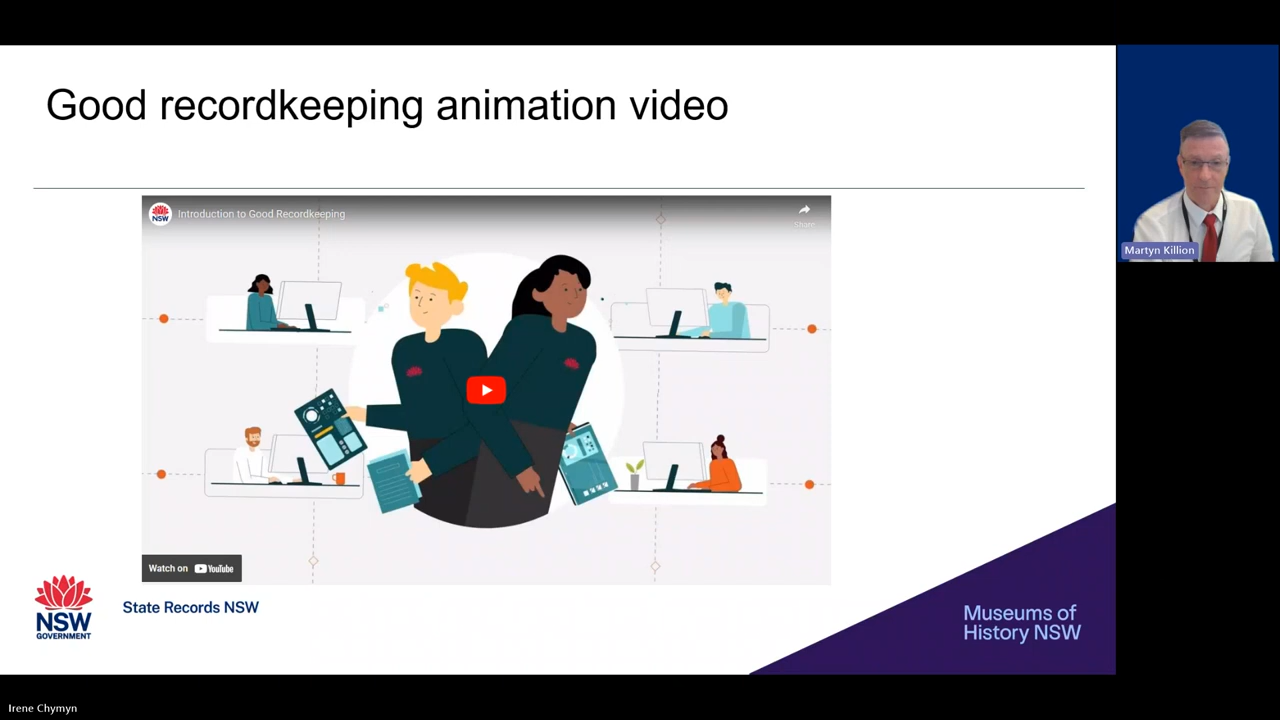 Good recordkeeping animation video
NSW
Introduction to Good Recordkeeping
Share
Martyn Killion
Watch on YouTube
NSW
GOVERNMENT
State Records NSW
Museums of
History NSW
Irene Chymyn